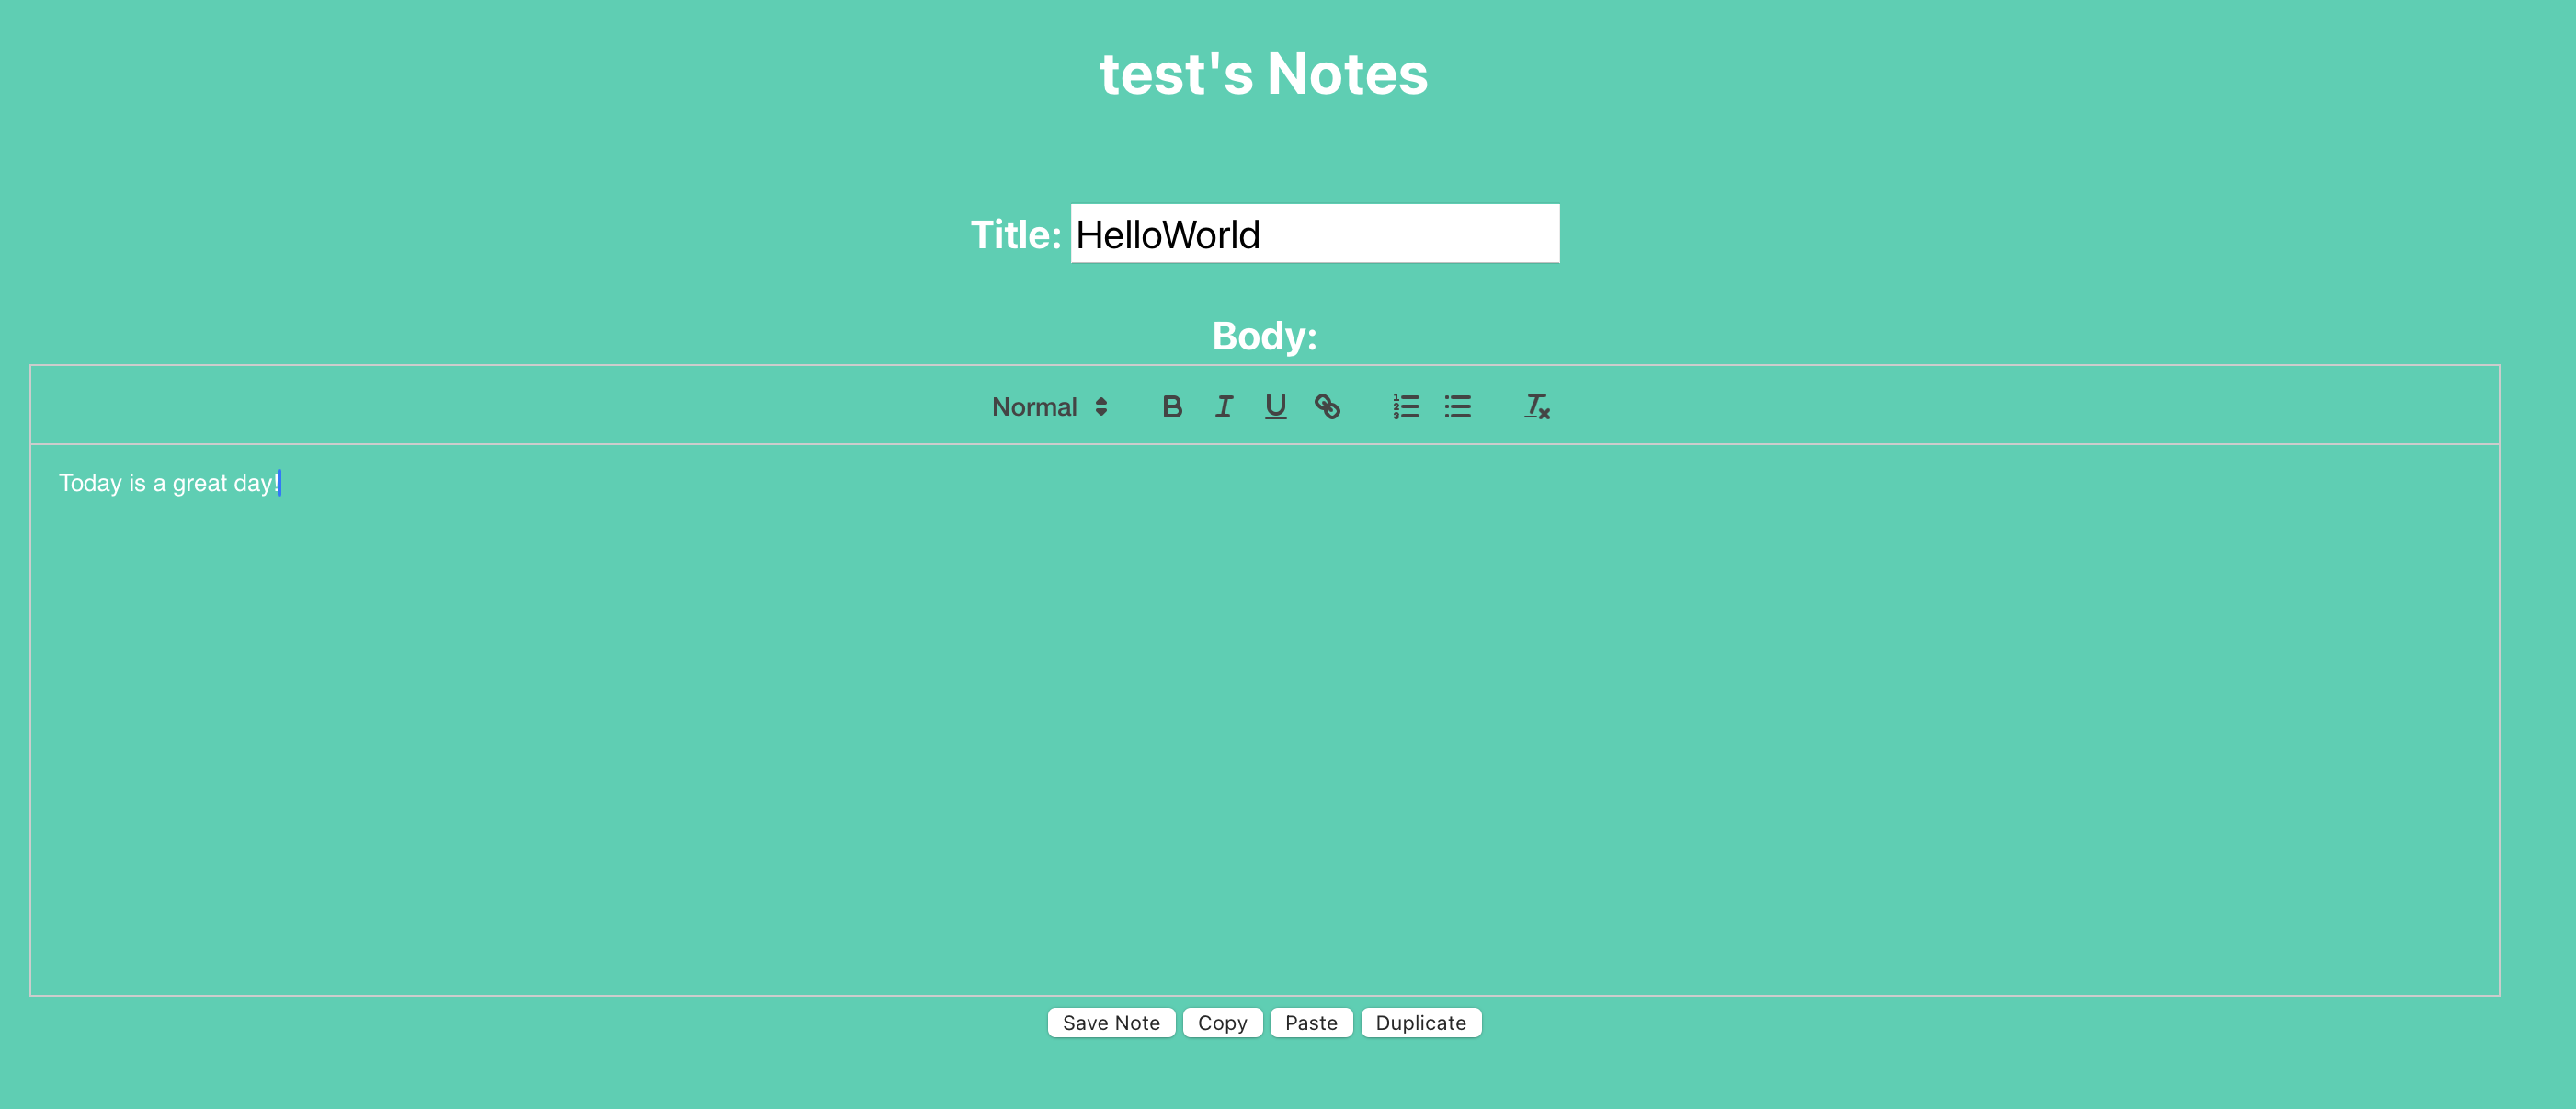 test's Notes
Title: HelloWorld
Body:
Normal
Today is a great day!
Save Note Copy Paste Duplicate